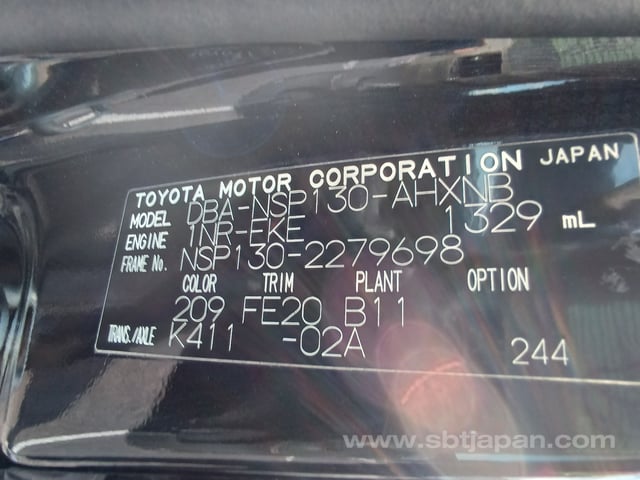 TOYOTA MOTOR CORPORATION JAPAN
MODEL DBA-NSP130-AHXNB
ENGINE 1NR-FKE 1329 mL
FRAME No. NSP130-2279698
COLOR TRIM PLANT OPTION
209 FE20 B11
TRANS./AXLE K411 -02A
244
www.sbtjapan.com